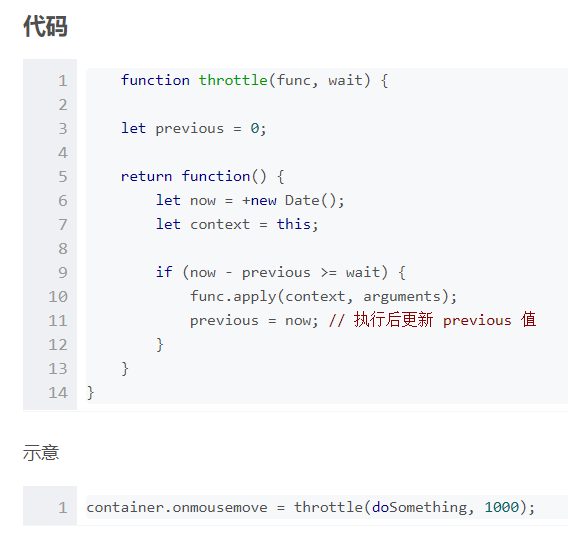 代码
1 function throttle(func, wait) {
2
3 let previous = 0;
4
5 return function() {
6 let now = +new Date();
7 let context = this;
8
9 if (now - previous >= wait) {
10 func.apply(context, arguments);
11 previous = now; // 执行后更新 previous 值
12 }
13 }
14 }
示意
1 container.onmousemove = throttle(doSomething, 1000);